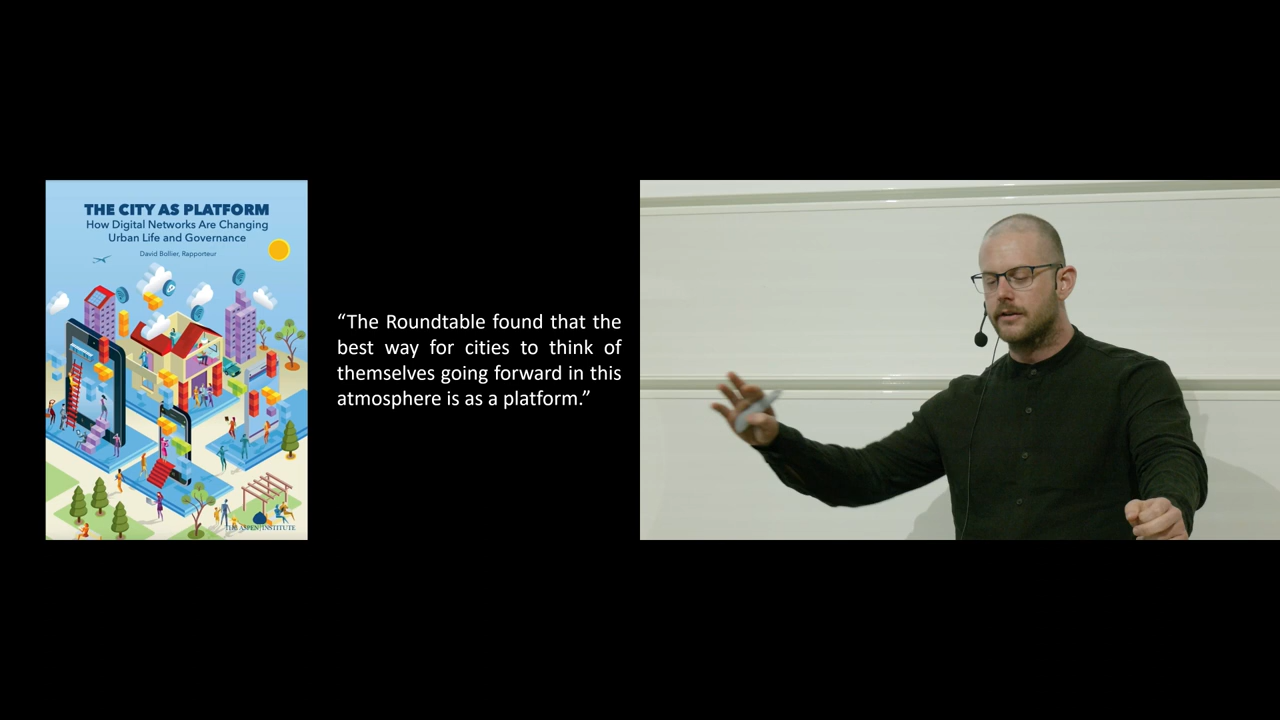 THE CITY AS PLATFORM
How Digital Networks Are Changing
Urban Life and Governance
David Bollier, Rapporteur
THE ASPEN INSTITUTE
“The Roundtable found that the
best way for cities to think of
themselves going forward in this
atmosphere is as a platform.”